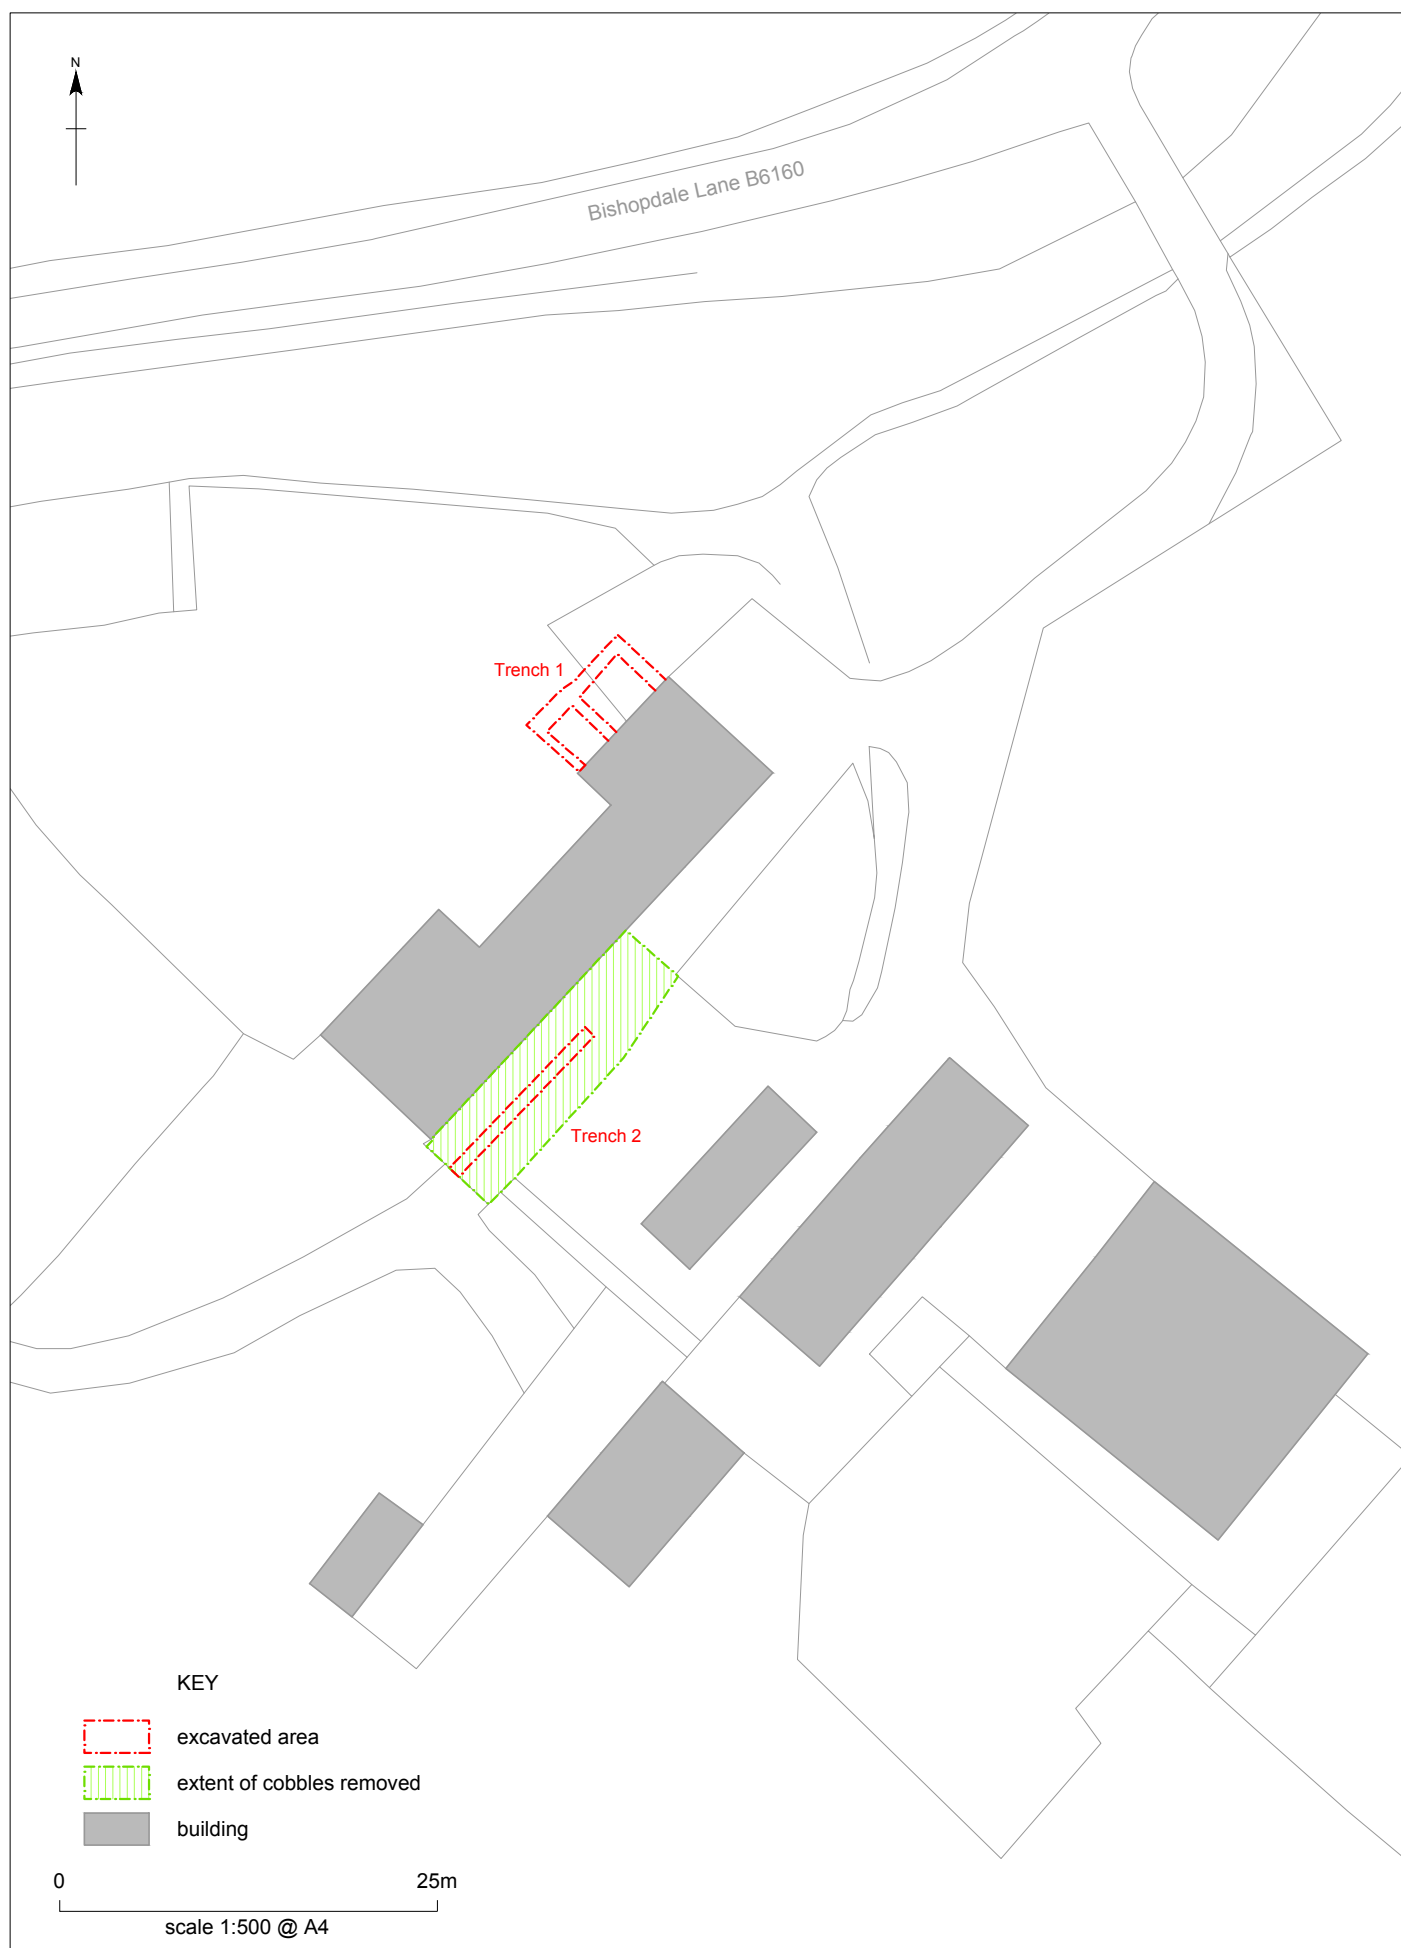 N
Bishopdale Lane B6160
Trench 1
Trench 2
KEY
excavated area
extent of cobbles removed
building
0 25m
scale 1:500 @ A4